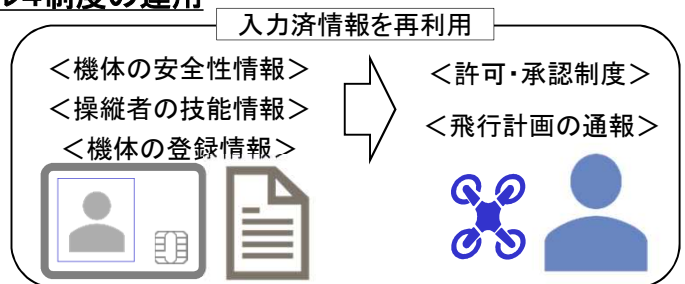 4制度の運用
入力済情報を再利用
＜機体の安全性情報＞
＜操縦者の技能情報＞
＜機体の登録情報＞
＜許可・承認制度＞
＜飛行計画の通報＞